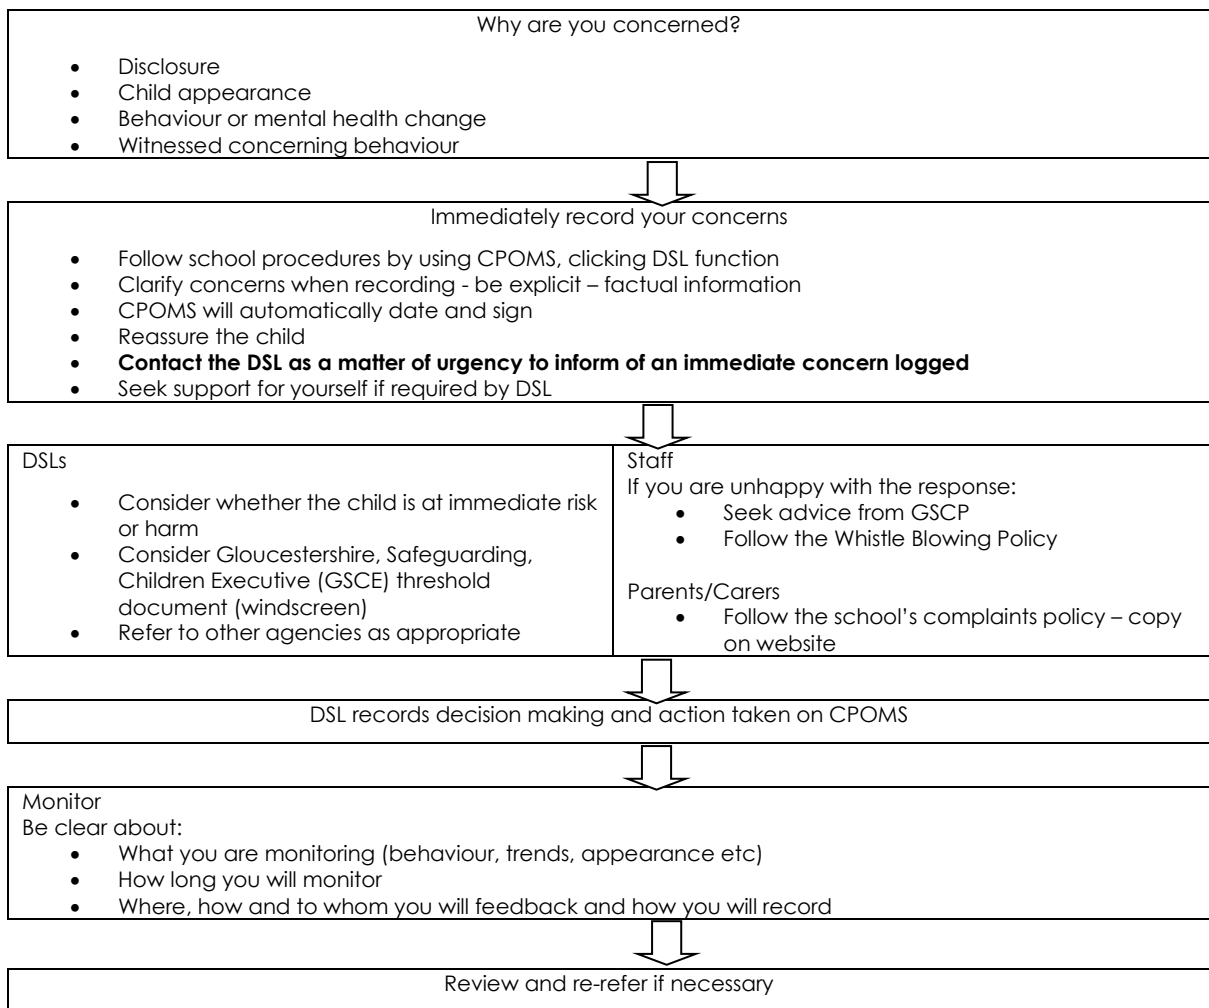 Why are you concerned?
• Disclosure
• Child appearance
• Behaviour or mental health change
• Witnessed concerning behaviour
Immediately record your concerns
• Follow school procedures by using CPOMS, clicking DSL function
• Clarify concerns when recording - be explicit – factual information
• CPOMS will automatically date and sign
• Reassure the child
• Contact the DSL as a matter of urgency to inform of an immediate concern logged
• Seek support for yourself if required by DSL
DSLs
• Consider whether the child is at immediate risk
or harm
• Consider Gloucestershire, Safeguarding,
Children Executive (GSCE) threshold
document (windscreen)
• Refer to other agencies as appropriate
Staff
If you are unhappy with the response:
• Seek advice from GSCP
• Follow the Whistle Blowing Policy
Parents/Carers
• Follow the school’s complaints policy – copy
on website
DSL records decision making and action taken on CPOMS
Monitor
Be clear about:
• What you are monitoring (behaviour, trends, appearance etc)
• How long you will monitor
• Where, how and to whom you will feedback and how you will record
Review and re-refer if necessary